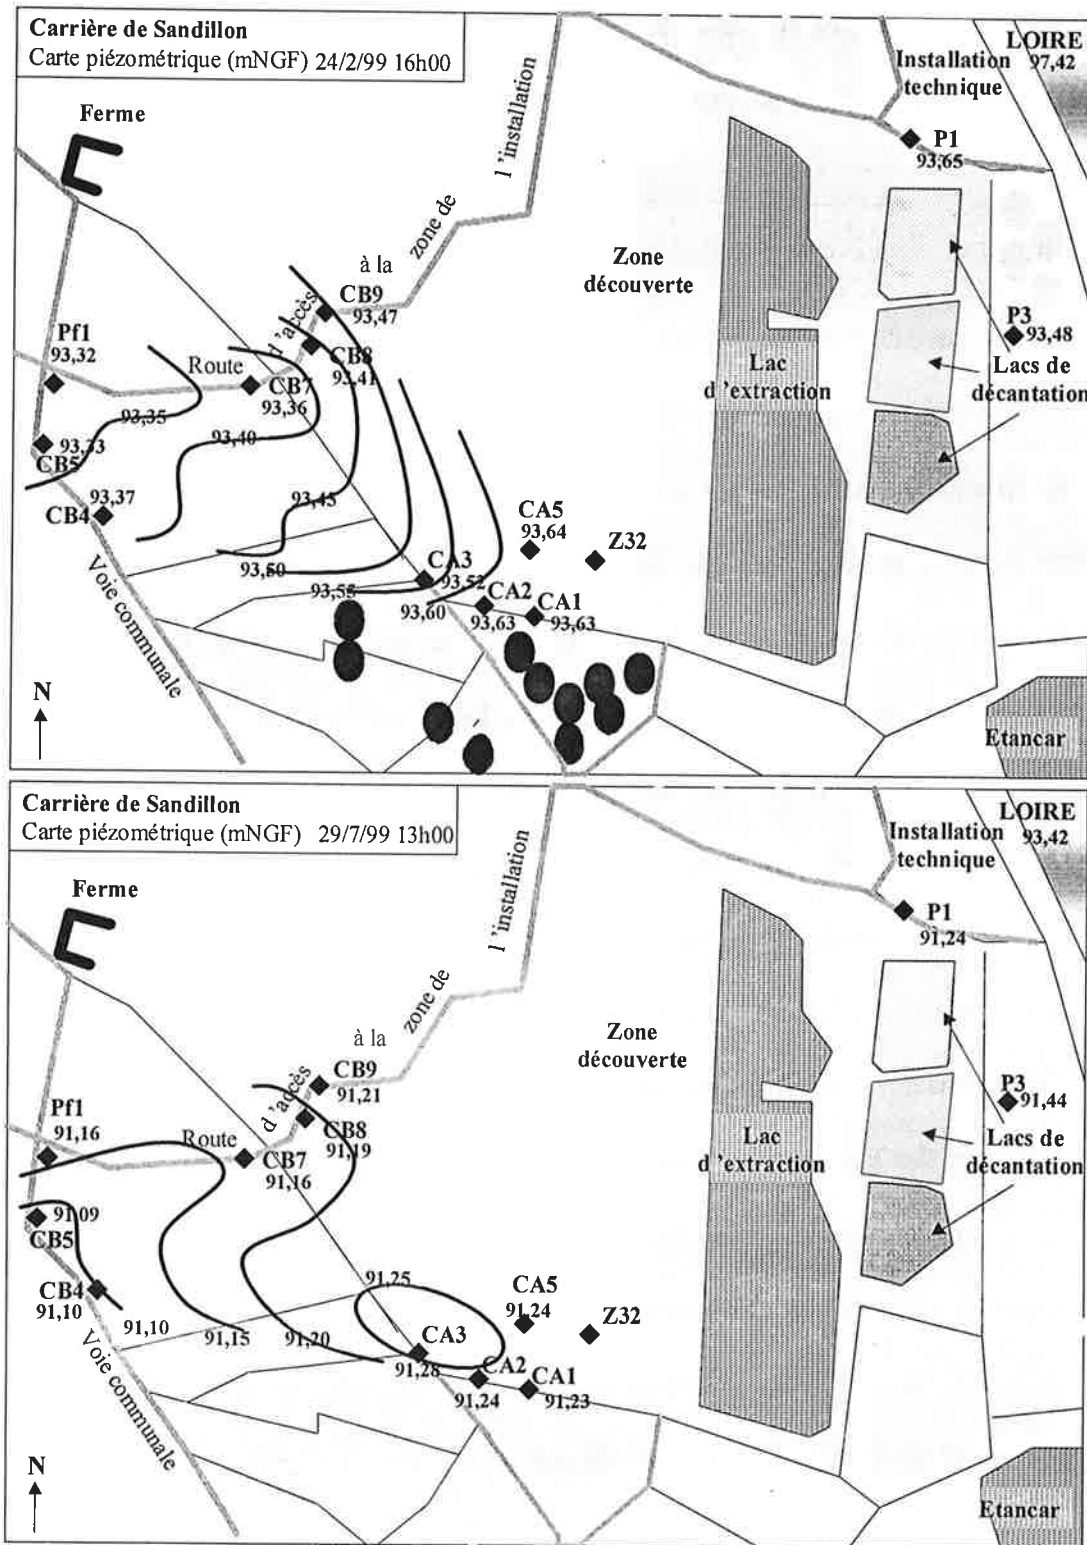 Carrière de Sandillon
Carte piézométrique (mNGF) 24/2/99 16h00
LOIRE
97,42
Installation
technique
Ferme
P1
93,65
l 'installation
zone de
à la
d 'accès
Route
CB9
93,47
CB8
93,41
CB7
93,36
Pf1
93,32
93,35
93,40
93,33
CB5
93,37
CB4
93,45
93,50
93,55
93,60
Zone
découverte
Lac
d 'extraction
P3
93,48
Lacs de
décantation
CA5
93,64
Z32
CA3
93,52
CA2
93,63
CA1
93,63
Voie communale
N
Etancar
Carrière de Sandillon
Carte piézométrique (mNGF) 29/7/99 13h00
LOIRE
93,42
Installation
technique
Ferme
P1
91,24
l 'installation
zone de
à la
d 'accès
Route
CB9
91,21
CB8
91,19
CB7
91,16
Pf1
91,16
91,09
CB5
CB4
91,10
91,10
91,15
91,20
91,25
Zone
découverte
Lac
d 'extraction
P3
91,44
Lacs de
décantation
CA5
91,24
Z32
CA3
91,28
CA2
91,24
CA1
91,23
Voie communale
N
Etancar